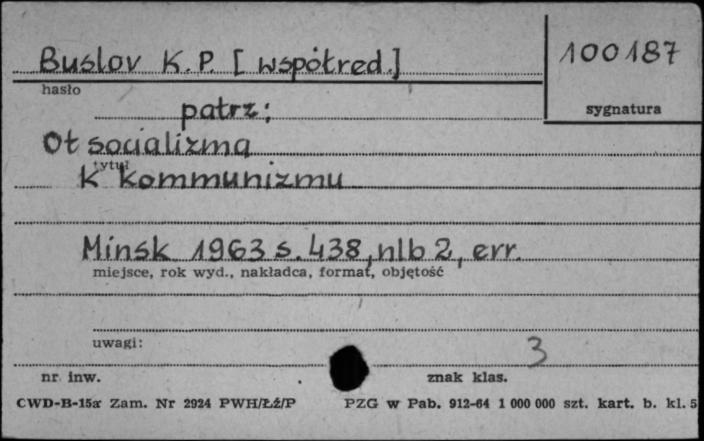 Buslov K.P. [współred.]
100187
hasło
sygnatura
patrz:
Ot socializma
tytuł
k kommunizmu
Minsk 1963 s. 438, nlb 2, err.
miejsce, rok wyd., nakładca, format, objętość
uwagi:
3
nr inw.
znak klas.
CWD-B-15a Zam. Nr 2924 PWH/Łź/P PZG w Pab. 912-64 1 000 000 szt. kart. b. kl. 5